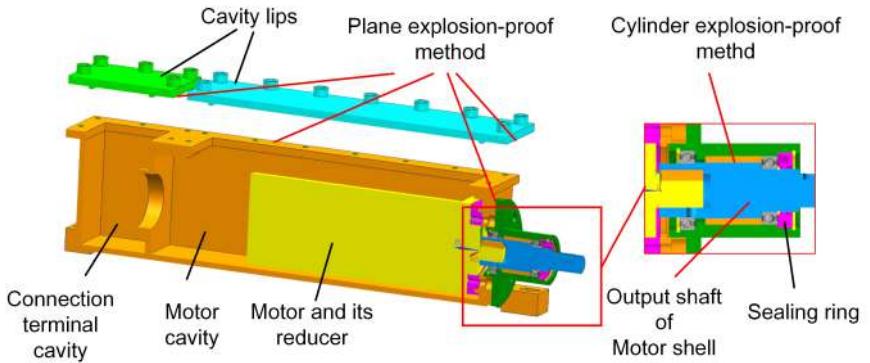 Cavity lips
Plane explosion-proof
method
Cylinder explosion-proof
methd
Connection
terminal
cavity
Motor
cavity
Motor and its
reducer
Output shaft
of
Motor shell
Sealing ring